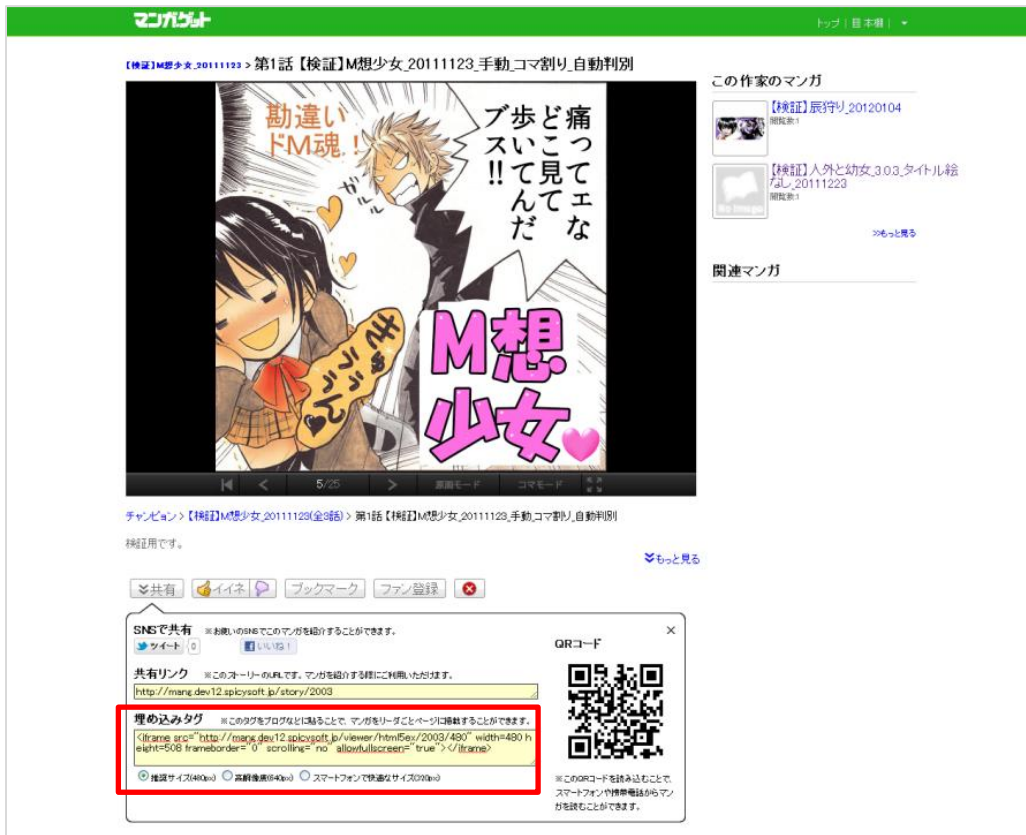 マンガゲット
トップ | 目 本棚 |
【検証】M想少女_20111123 > 第1話 【検証】M想少女_20111123_手動_コマ割り_自動判別
勘違い
ドM魂！
ガルルル
痛ってエな
どこ見て
歩いてんだ
ブス!!
きゅうううん
M想
少女
5/25
原画モード
コマモード
この作家のマンガ
【検証】辰狩り_20120104
閲覧数:1
No Image
【検証】人外と幼女_3.0.3_タイトル絵
なし_20111223
閲覧数:1
≫もっと見る
関連マンガ
チャンピョン > 【検証】M想少女_20111123(全3話) > 第1話 【検証】M想少女_20111123_手動_コマ割り_自動判別
検証用です。
もっと見る
共有
イイネ
ブックマーク
ファン登録
SNSで共有 ※お使いのSNSでこのマンガを紹介することができます。
ツイート 0 いいね！
共有リンク ※このストーリーのURLです。マンガを紹介する際にご利用いただけます。
http://mang.dev12.spicysoft.jp/story/2003
埋め込みタグ ※このタグをブログなどに貼ることで、マンガをリーダごとページに掲載することができます。
<iframe src="http://mang.dev12.spicysoft.jp/viewer/html5ex/2003/480" width=480 h
eight=508 frameborder="0" scrolling="no" allowfullscreen="true"></iframe>
推奨サイズ(480px) 高解像度(640px) スマートフォンで快適なサイズ(320px)
×
QRコード
※このQRコードを読み込むことで、
スマートフォンや携帯電話からマン
ガを読むことができます。